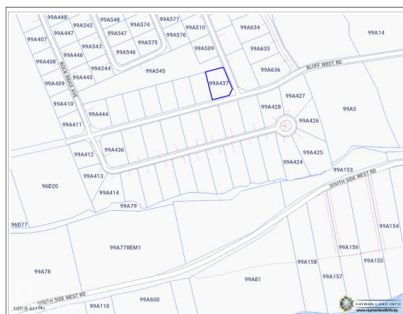 99A448
99A542
99A548
99A574
99A577
99A510
99A634
99A14
99A407
99A447
99A547
99A576
99A543
99A575
99A509
99A635
99A408
99A446
99A546
99A544
99A545
99A636
BLUFF WEST RD
99A409
99A445
99A437
99A410
99A427
99A444
99A428
99A5
99A411
99A426
99A412
99A436
99A425
99A424
99A413
99A153
96D20
99A414
SOUTH SIDE WEST RD
99A79
96D77
99A154
99A77REM1
99A156
99A155
99A78
99A158
99A157
99A81
SOUTH SIDE WEST RD
99A600
99A110
CAYMAN LAND INFO
www.caymanlandinfo.ky